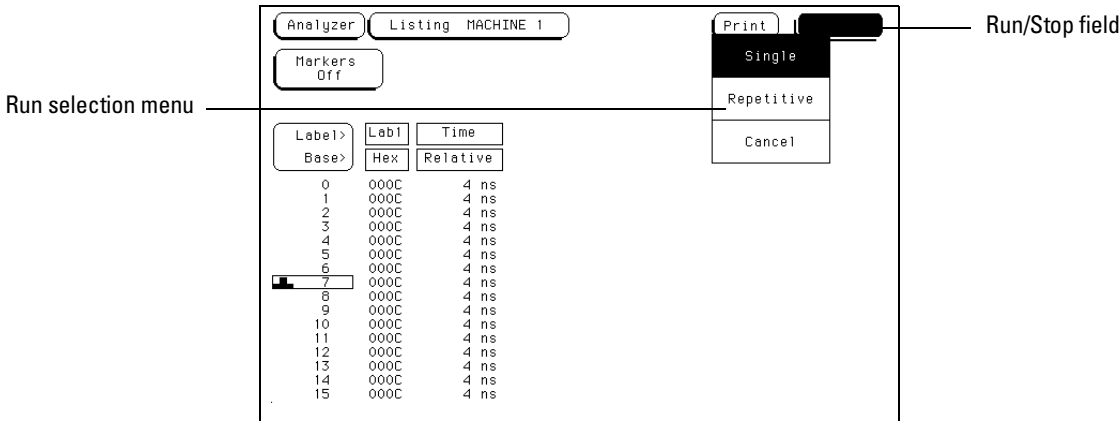 Analyzer Listing MACHINE 1 Print
Run/Stop field
Markers
Off
Single
Run selection menu
Repetitive
Cancel
Label> Lab1 Time
Base> Hex Relative
0 000C 4 ns
1 000C 4 ns
2 000C 4 ns
3 000C 4 ns
4 000C 4 ns
5 000C 4 ns
6 000C 4 ns
7 000C 4 ns
8 000C 4 ns
9 000C 4 ns
10 000C 4 ns
11 000C 4 ns
12 000C 4 ns
13 000C 4 ns
14 000C 4 ns
15 000C 4 ns